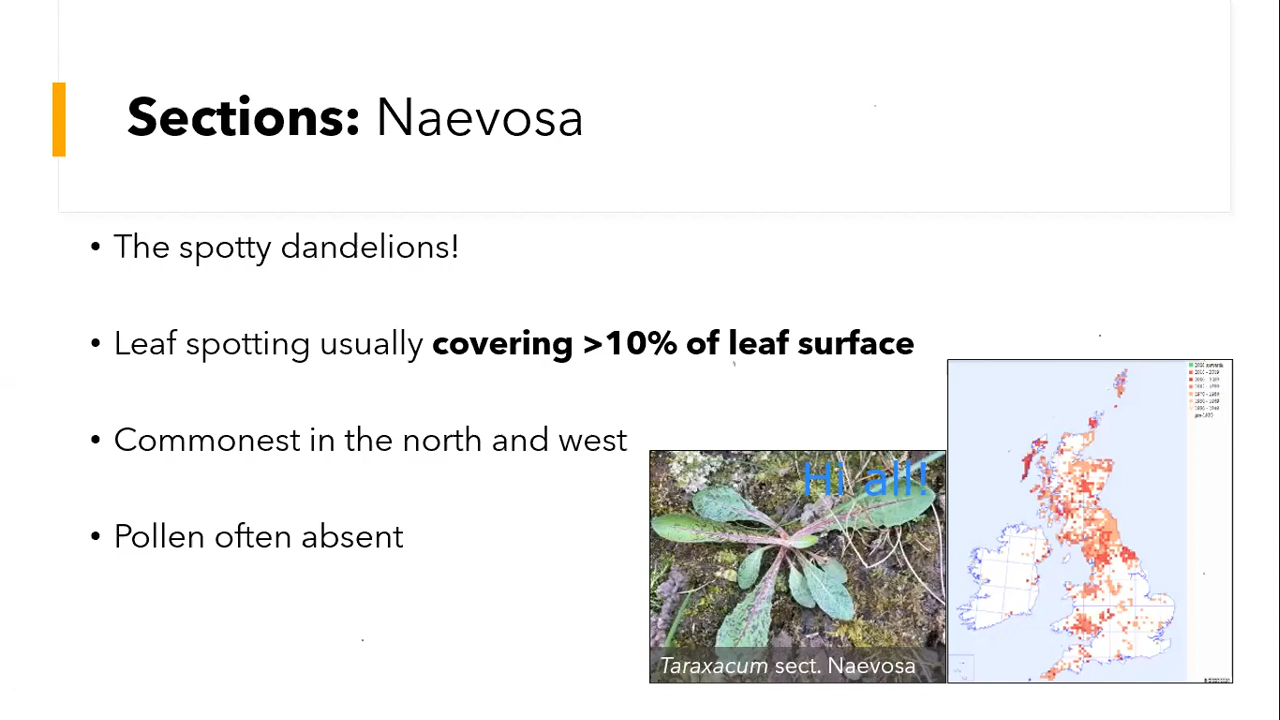 Sections: Naevosa
• The spotty dandelions!
• Leaf spotting usually covering >10% of leaf surface
• Commonest in the north and west
• Pollen often absent
Hi all!
Taraxacum sect. Naevosa